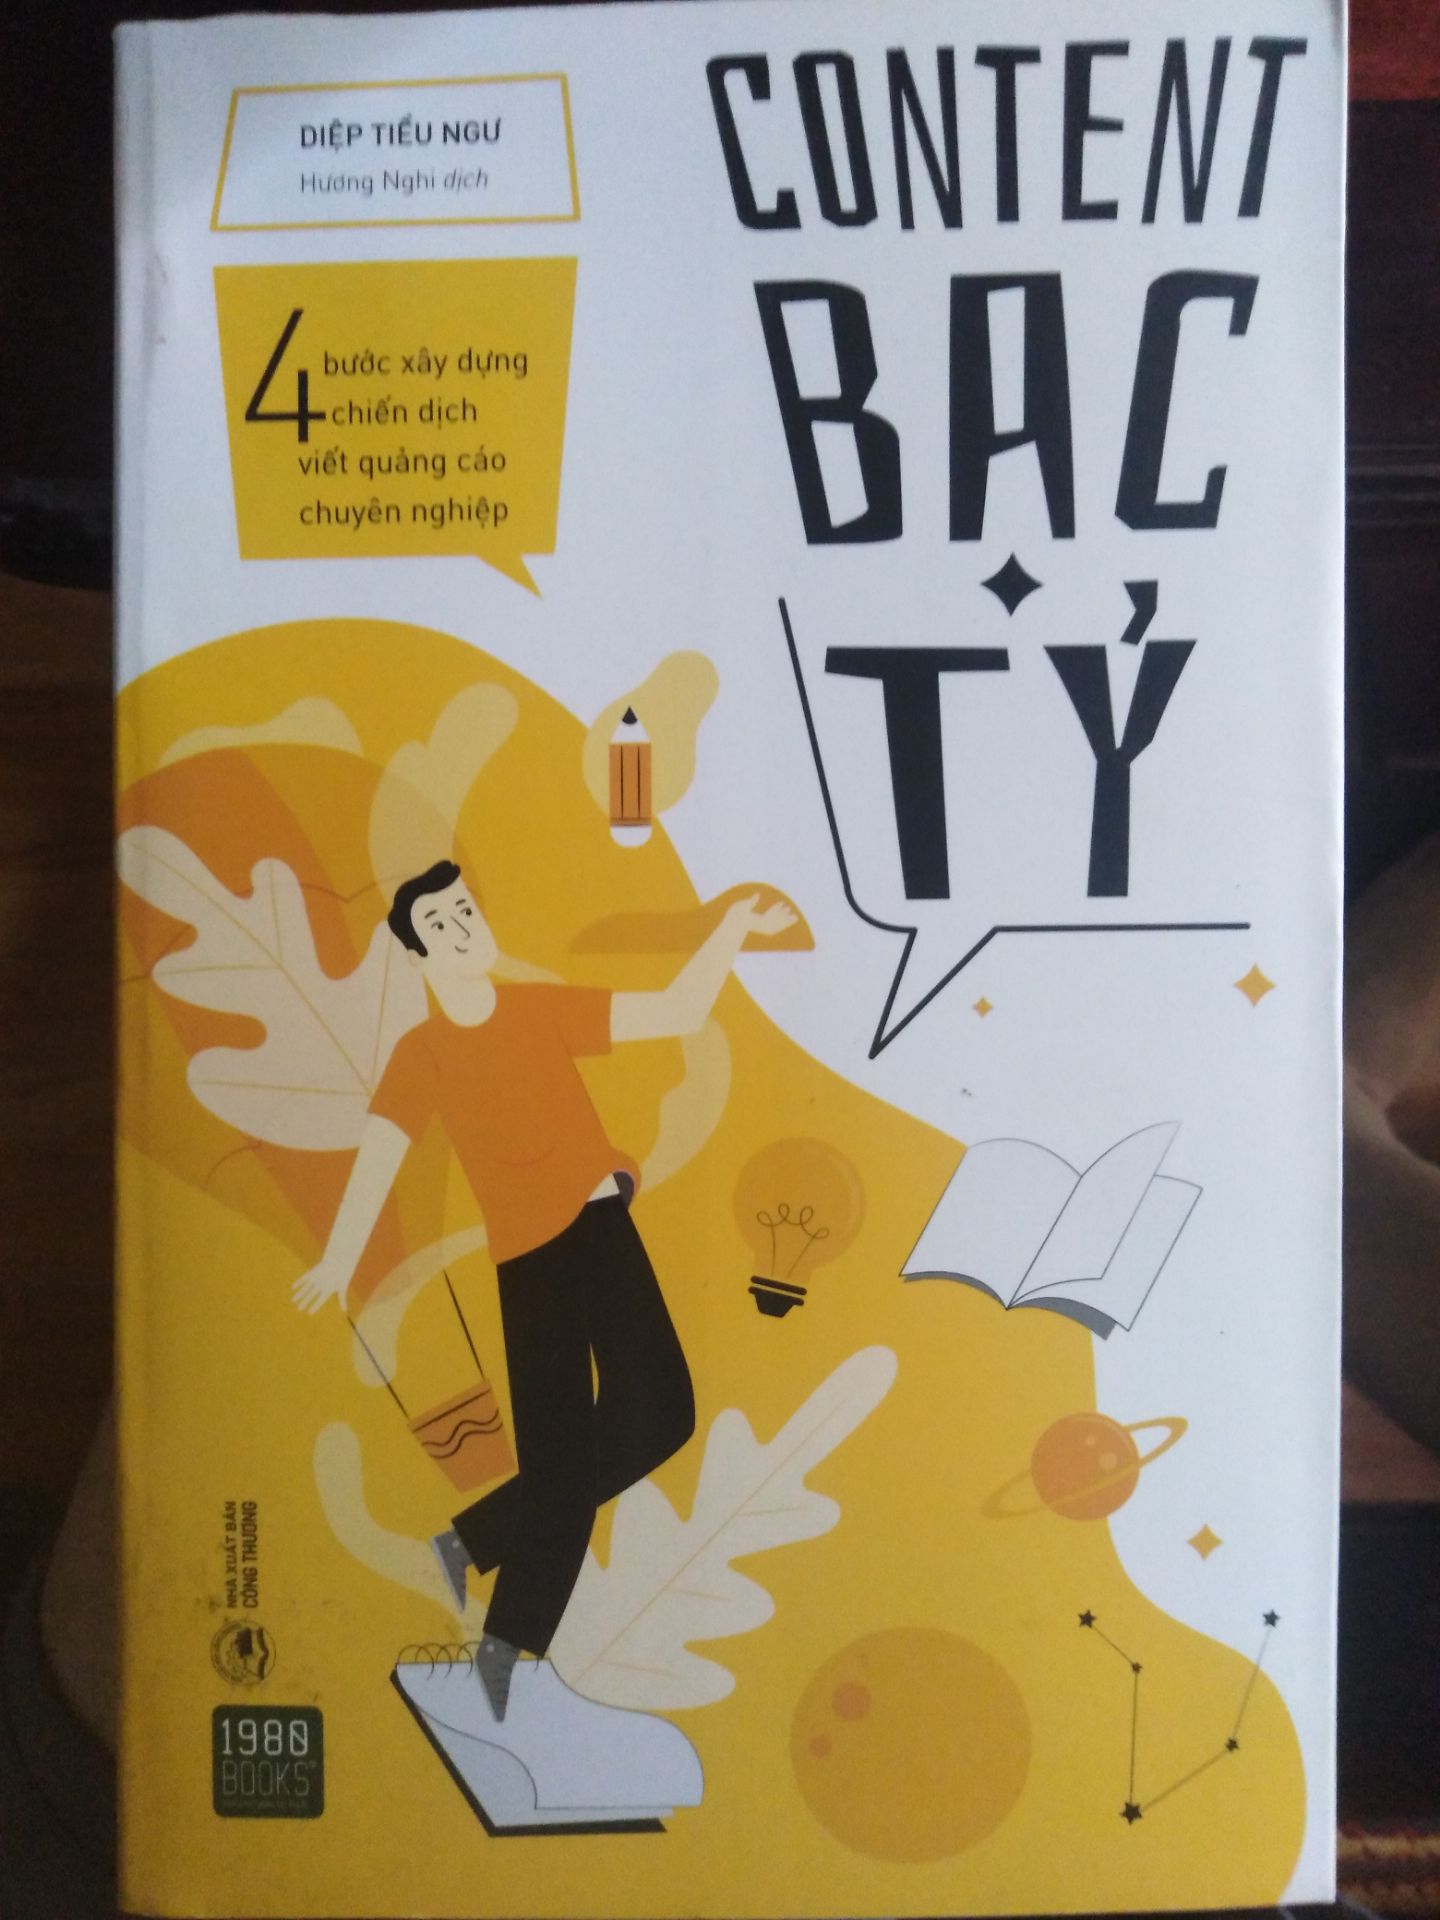 DIỆP TIỂU NGƯ
Hương Nghi dịch
4 bước xây dựng
chiến dịch
viết quảng cáo
chuyên nghiệp
CONTENT
BẠC
TỶ
NHÀ XUẤT BẢN
CÔNG THƯƠNG
1980
BOOKS